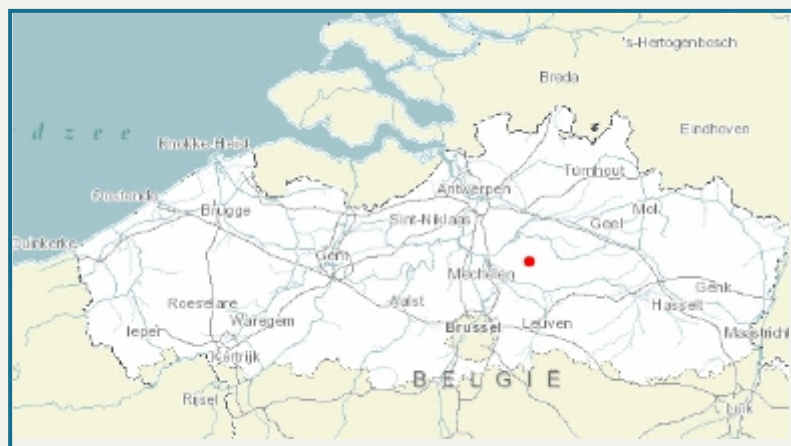 's-Hertogenbosch
Breda
d z e e
Eindhoven
Knokke-Heist
Turnhout
Antwerpen
Oostende
Mol
Brugge
Sint-Niklaas
Geel
Duinkerke
Gent
Mechelen
Genk
Roeselare
Aalst
Hasselt
Ieper
Waregem
Brussel
Leuven
Maastricht
Kortrijk
BELGIË
Rijsel
Luik